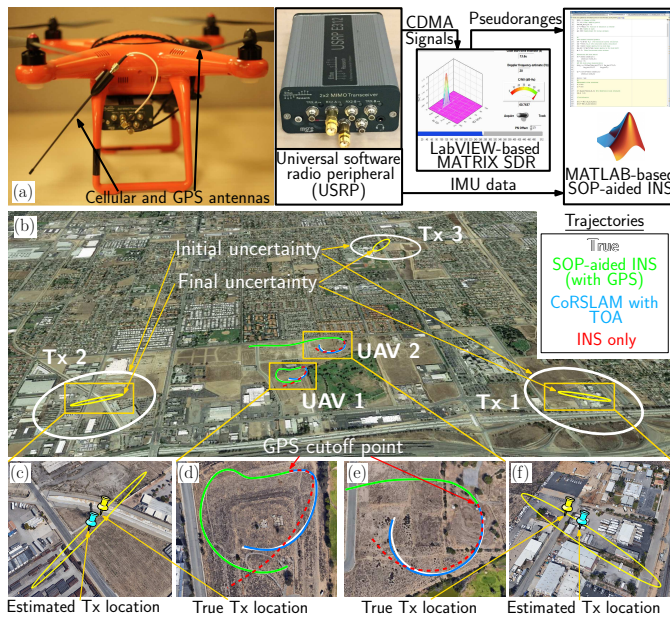 CDMA
Signals
Pseudoranges
USRP E312
2x2 MIMO Transceiver
LabVIEW-based
MATRIX SDR
Universal software
radio peripheral
(USRP)
IMU data
MATLAB-based
SOP-aided INS
(a)
Cellular and GPS antennas
(b)
Initial uncertainty
Final uncertainty
Tx 3
Trajectories
True
SOP-aided INS
(with GPS)
CoRSLAM with
TOA
INS only
Tx 2
UAV 2
UAV 1
Tx 1
GPS cutoff point
(c)
(d)
(e)
(f)
Estimated Tx location
True Tx location
True Tx location
Estimated Tx location